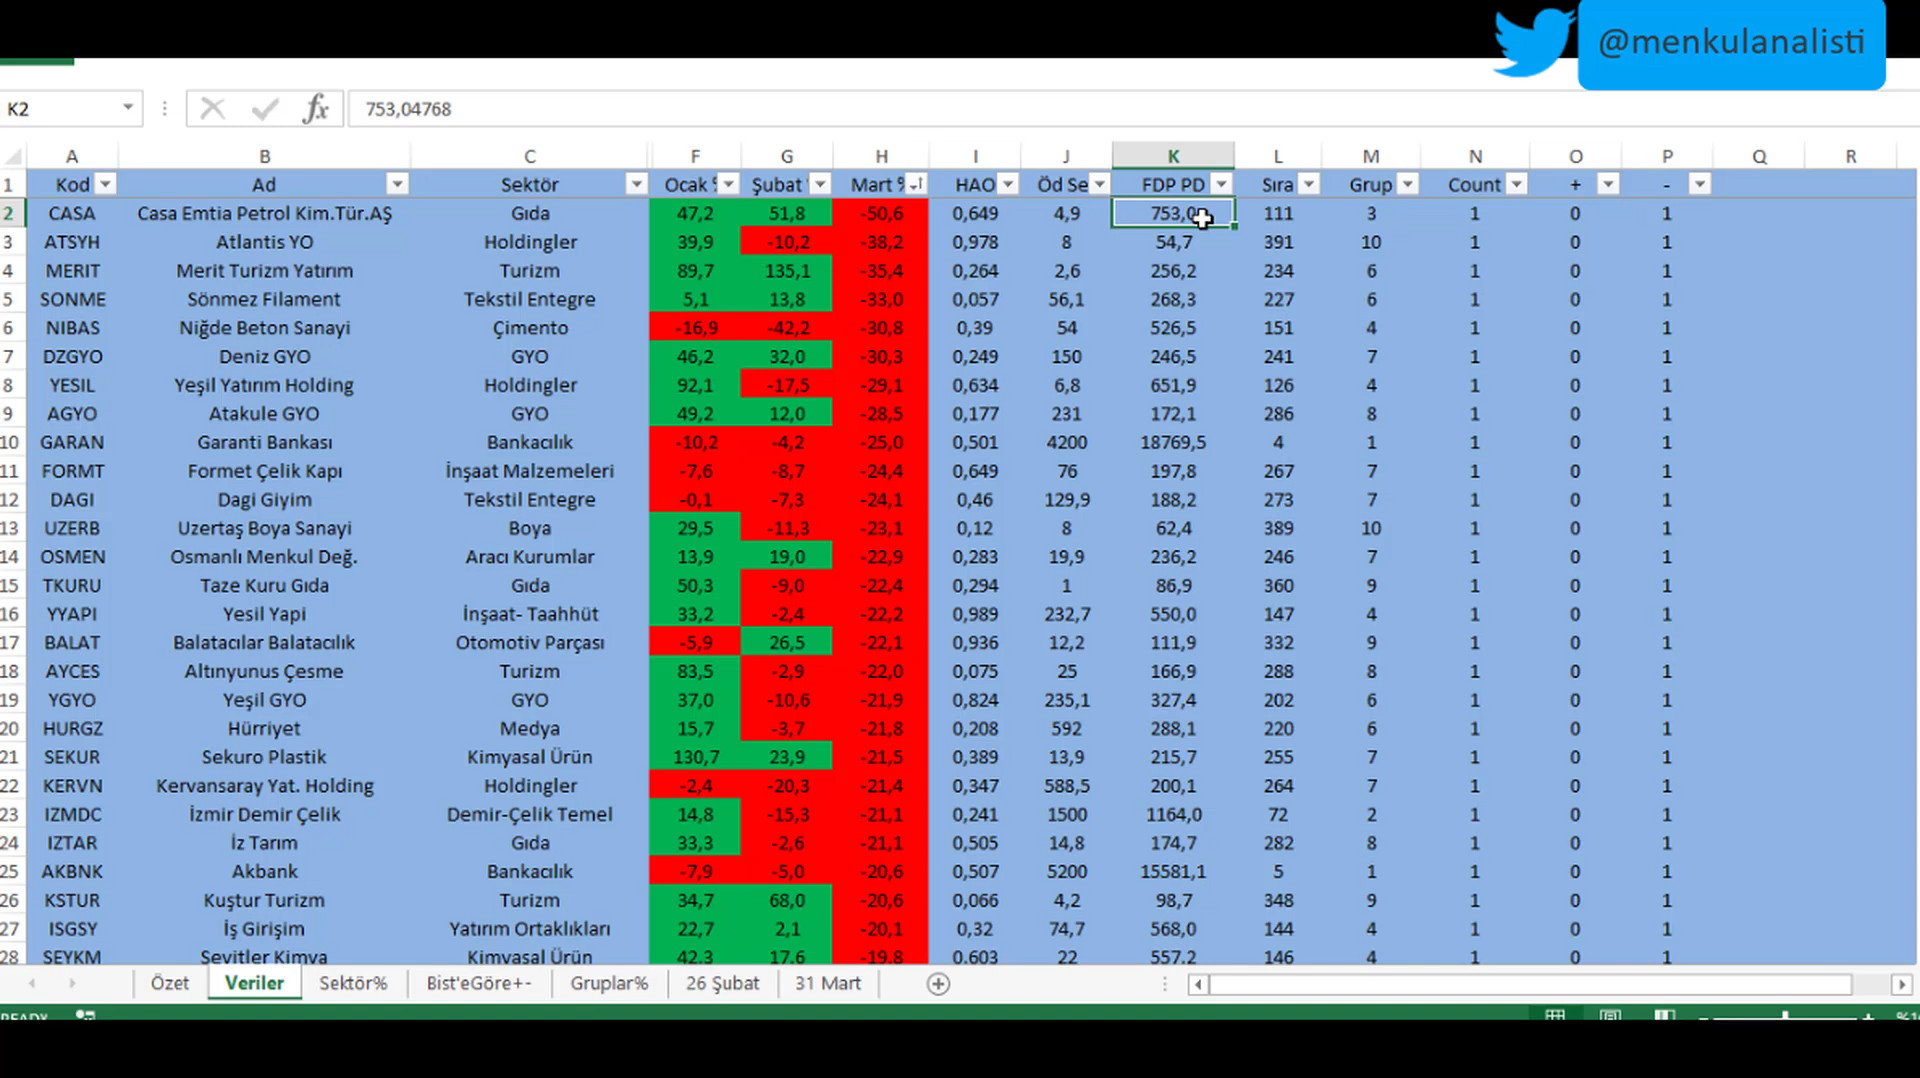 @menkulanalisti
K2 fx 753,04768
A B C F G H I J K L M N O P Q R
1 Kod Ad Sektör Ocak Şubat Mart % HAO Öd Se FDP PD Sıra Grup Count + -
2 CASA Casa Emtia Petrol Kim.Tür.AŞ Gıda 47,2 51,8 -50,6 0,649 4,9 753,0 111 3 1 0 1
3 ATSYH Atlantis YO Holdingler 39,9 -10,2 -38,2 0,978 8 54,7 391 10 1 0 1
4 MERIT Merit Turizm Yatırım Turizm 89,7 135,1 -35,4 0,264 2,6 256,2 234 6 1 0 1
5 SONME Sönmez Filament Tekstil Entegre 5,1 13,8 -33,0 0,057 56,1 268,3 227 6 1 0 1
6 NIBAS Niğde Beton Sanayi Çimento -16,9 -42,2 -30,8 0,39 54 526,5 151 4 1 0 1
7 DZGYO Deniz GYO GYO 46,2 32,0 -30,3 0,249 150 246,5 241 7 1 0 1
8 YESIL Yeşil Yatırım Holding Holdingler 92,1 -17,5 -29,1 0,634 6,8 651,9 126 4 1 0 1
9 AGYO Atakule GYO GYO 49,2 12,0 -28,5 0,177 231 172,1 286 8 1 0 1
10 GARAN Garanti Bankası Bankacılık -10,2 -4,2 -25,0 0,501 4200 18769,5 4 1 1 0 1
11 FORMT Formet Çelik Kapı İnşaat Malzemeleri -7,6 -8,7 -24,4 0,649 76 197,8 267 7 1 0 1
12 DAGI Dagi Giyim Tekstil Entegre -0,1 -7,3 -24,1 0,46 129,9 188,2 273 7 1 0 1
13 UZERB Uzertaş Boya Sanayi Boya 29,5 -11,3 -23,1 0,12 8 62,4 389 10 1 0 1
14 OSMEN Osmanlı Menkul Değ. Aracı Kurumlar 13,9 19,0 -22,9 0,283 19,9 236,2 246 7 1 0 1
15 TKURU Taze Kuru Gıda Gıda 50,3 -9,0 -22,4 0,294 1 86,9 360 9 1 0 1
16 YYAPI Yesil Yapi İnşaat- Taahhüt 33,2 -2,4 -22,2 0,989 232,7 550,0 147 4 1 0 1
17 BALAT Balatacılar Balatacılık Otomotiv Parçası -5,9 26,5 -22,1 0,936 12,2 111,9 332 9 1 0 1
18 AYCES Altınyunus Çesme Turizm 83,5 -2,9 -22,0 0,075 25 166,9 288 8 1 0 1
19 YGYO Yeşil GYO GYO 37,0 -10,6 -21,9 0,824 235,1 327,4 202 6 1 0 1
20 HURGZ Hürriyet Medya 15,7 -3,7 -21,8 0,208 592 288,1 220 6 1 0 1
21 SEKUR Sekuro Plastik Kimyasal Ürün 130,7 23,9 -21,5 0,389 13,9 215,7 255 7 1 0 1
22 KERVN Kervansaray Yat. Holding Holdingler -2,4 -20,3 -21,4 0,347 588,5 200,1 264 7 1 0 1
23 IZMDC İzmir Demir Çelik Demir-Çelik Temel 14,8 -15,3 -21,1 0,241 1500 1164,0 72 2 1 0 1
24 IZTAR İz Tarım Gıda 33,3 -2,6 -21,1 0,505 14,8 174,7 282 8 1 0 1
25 AKBNK Akbank Bankacılık -7,9 -5,0 -20,6 0,507 5200 15581,1 5 1 1 0 1
26 KSTUR Kuştur Turizm Turizm 34,7 68,0 -20,6 0,066 4,2 98,7 348 9 1 0 1
27 ISGSY İş Girişim Yatırım Ortaklıkları 22,7 2,1 -20,1 0,32 74,7 568,0 144 4 1 0 1
28 SEYKM Seyitler Kimya Kimyasal Ürün 42,3 17,6 -19,8 0,603 22 557,2 146 4 1 0 1
Özet Veriler Sektör% Bist'eGöre+- Gruplar% 26 Şubat 31 Mart
READY